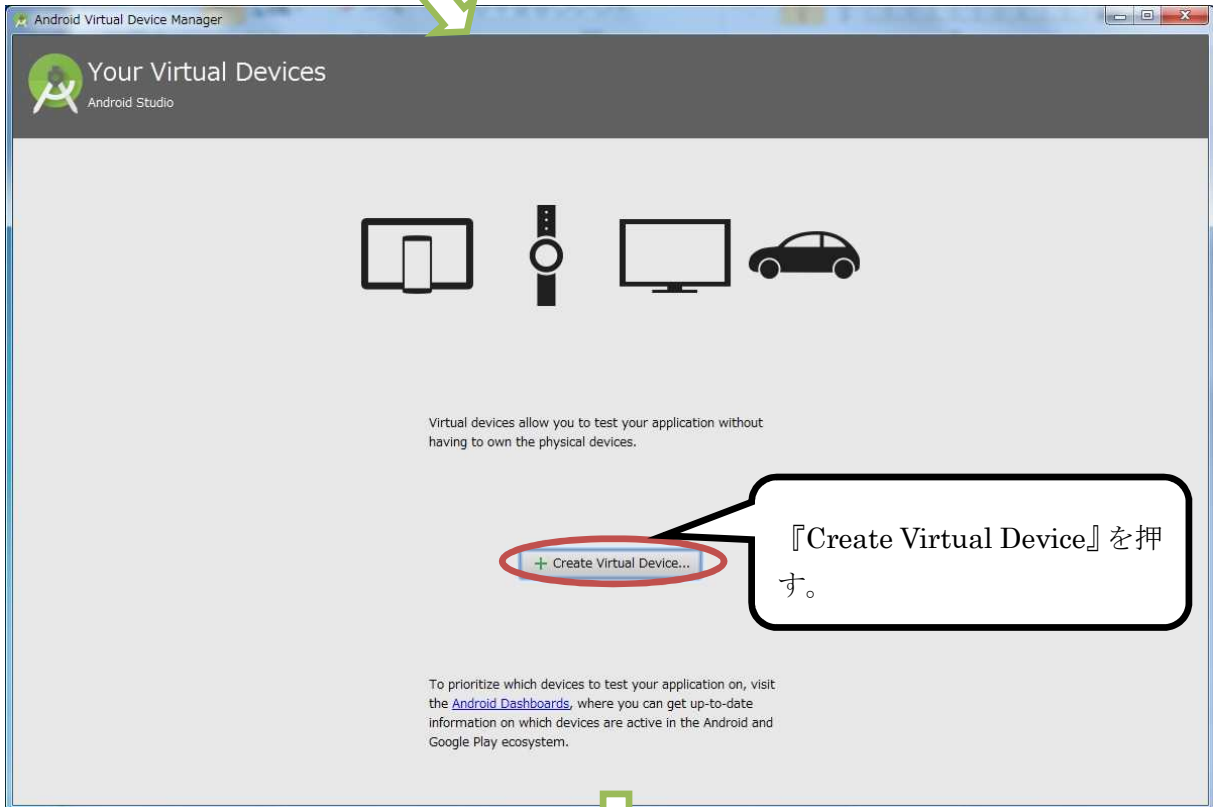 Android Virtual Device Manager
Your Virtual Devices
Android Studio
Virtual devices allow you to test your application without
having to own the physical devices.
『Create Virtual Device』を押
す。
+ Create Virtual Device...
To prioritize which devices to test your application on, visit
the Android Dashboards, where you can get up-to-date
information on which devices are active in the Android and
Google Play ecosystem.